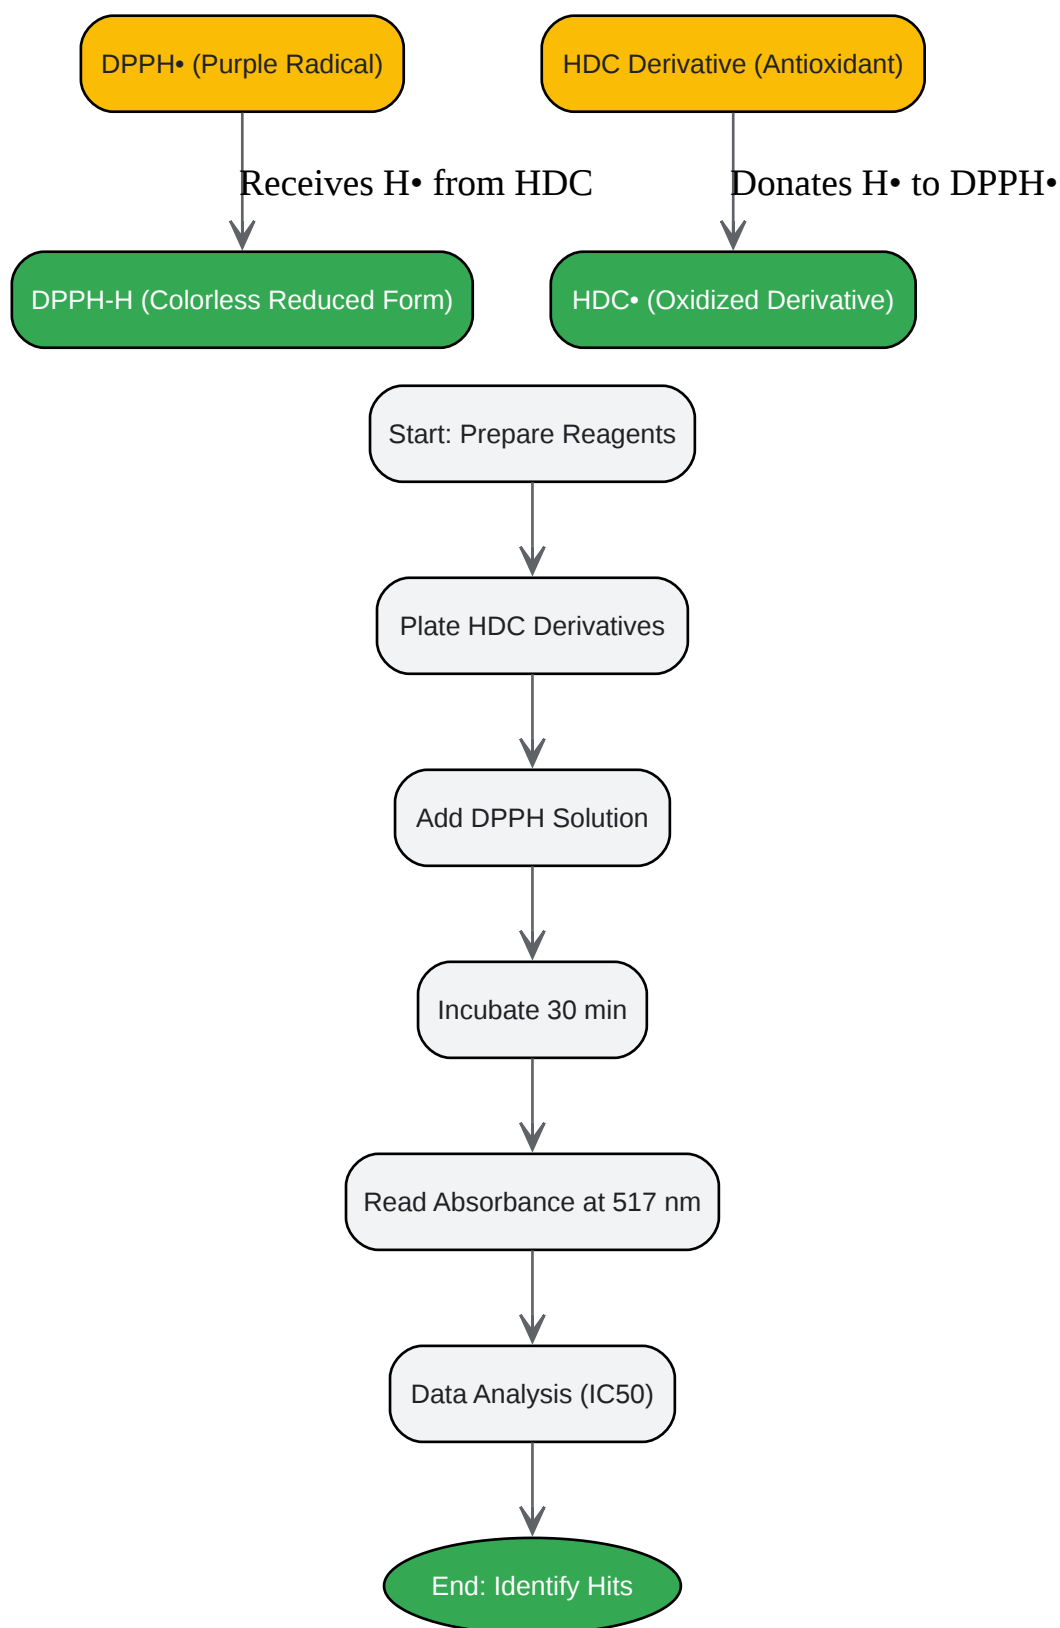 DPPH• (Purple Radical)
HDC Derivative (Antioxidant)
Receives H• from HDC
Donates H• to DPPH•
DPPH-H (Colorless Reduced Form)
HDC• (Oxidized Derivative)
Start: Prepare Reagents
Plate HDC Derivatives
Add DPPH Solution
Incubate 30 min
Read Absorbance at 517 nm
Data Analysis (IC50)
End: Identify Hits